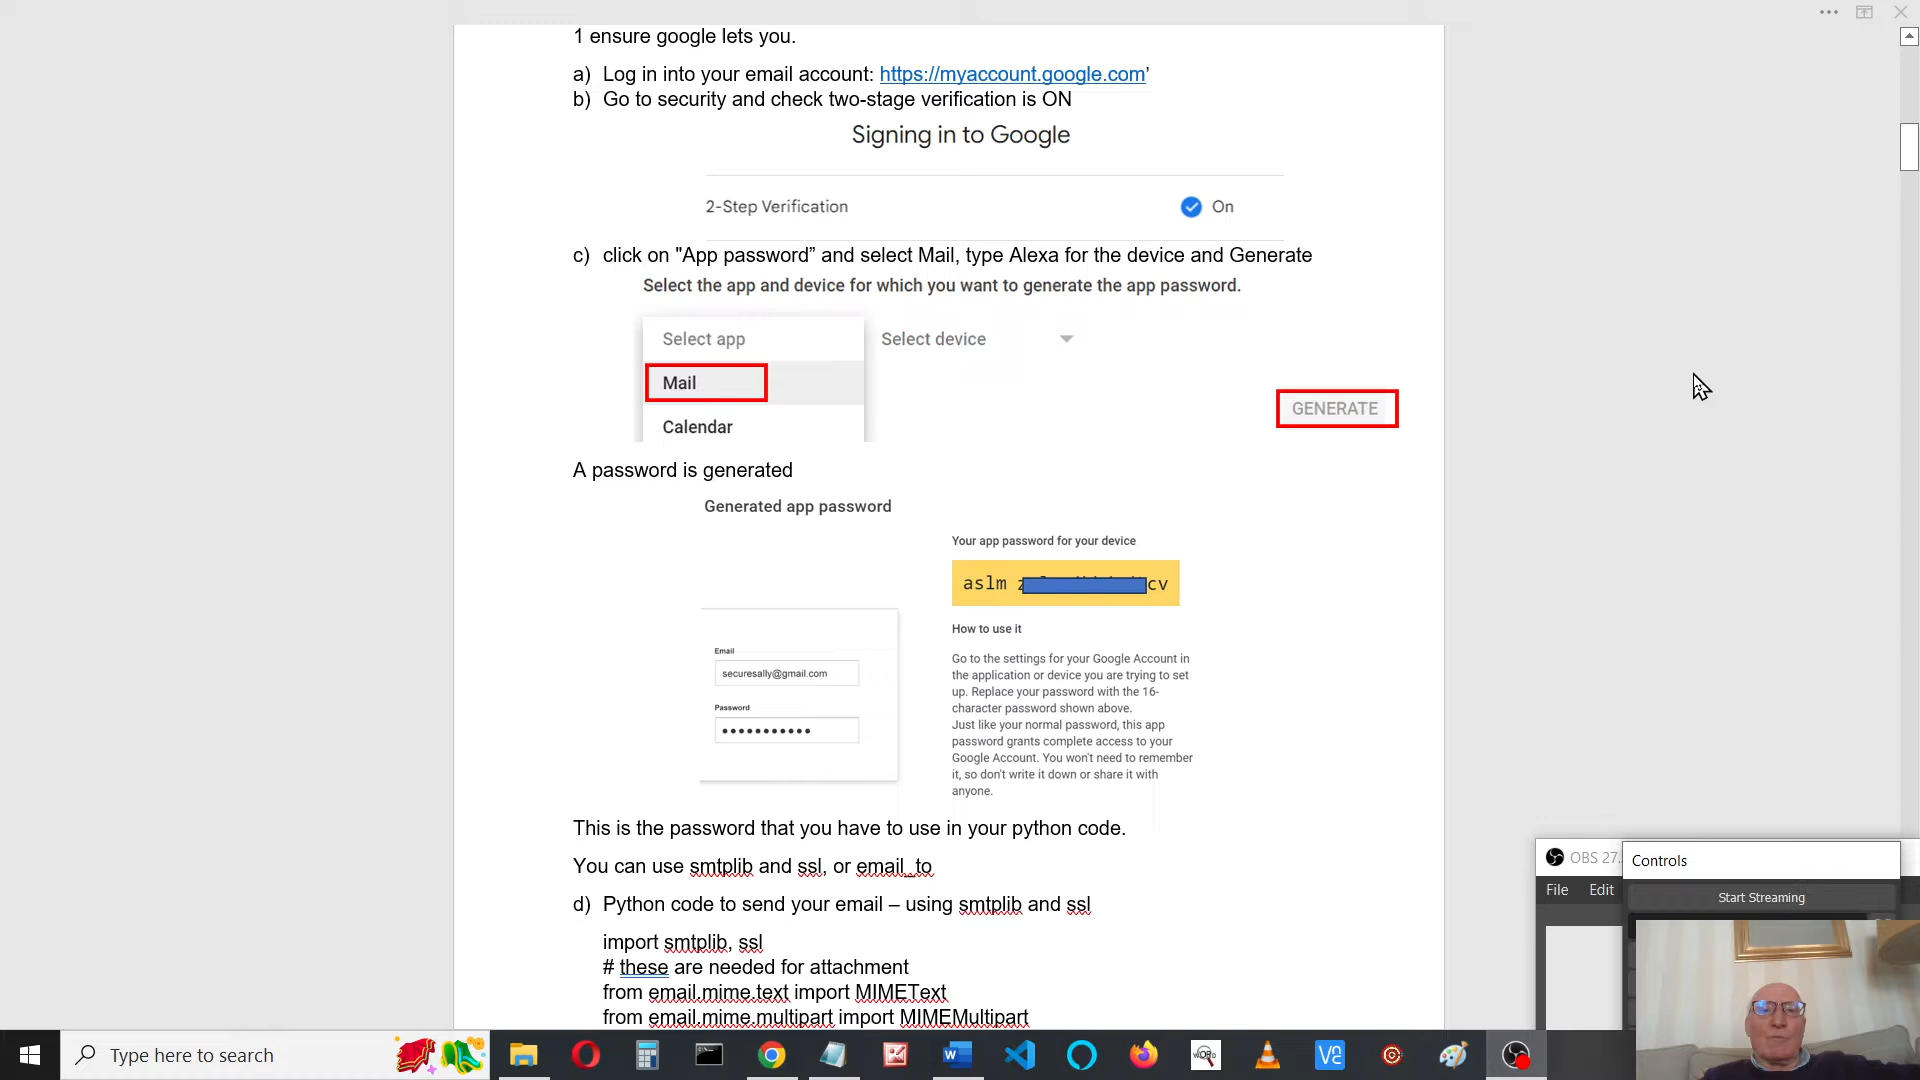 1 ensure google lets you.
a) Log in into your email account: https://myaccount.google.com'
b) Go to security and check two-stage verification is ON
Signing in to Google
2-Step Verification On
c) click on "App password” and select Mail, type Alexa for the device and Generate
Select the app and device for which you want to generate the app password.
Select app Select device
Mail
GENERATE
Calendar
A password is generated
Generated app password
Your app password for your device
aslm z cv
How to use it
Email
securesally@gmail.com
Password
Go to the settings for your Google Account in
the application or device you are trying to set
up. Replace your password with the 16-
character password shown above.
Just like your normal password, this app
password grants complete access to your
Google Account. You won't need to remember
it, so don't write it down or share it with
anyone.
This is the password that you have to use in your python code.
You can use smtplib and ssl, or email_to
d) Python code to send your email – using smtplib and ssl
import smtplib, ssl
# these are needed for attachment
from email.mime.text import MIMEText
from email.mime.multipart import MIMEMultipart
OBS 27.
Controls
File Edit
Start Streaming
Type here to search